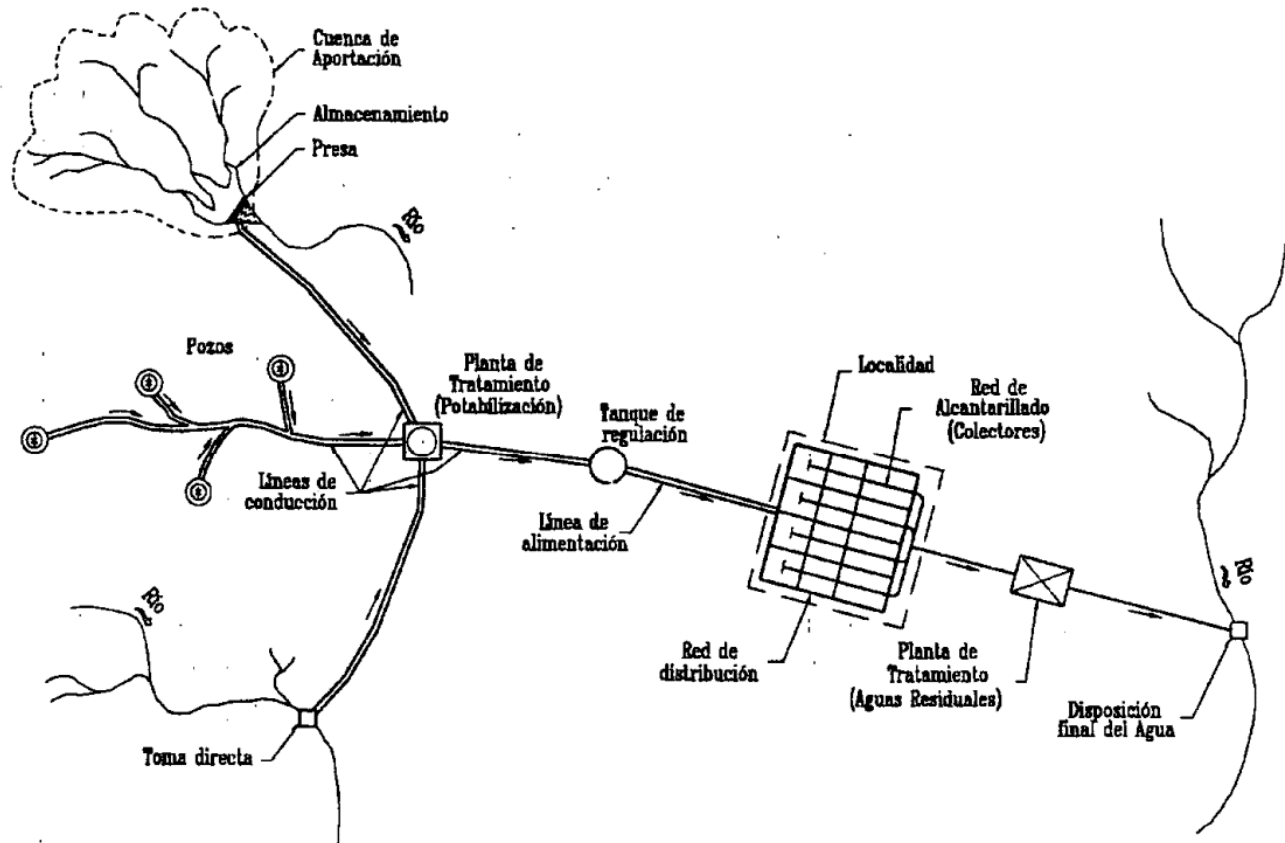 Cuenca de
Aportación
Almacenamiento
Presa
Río
Pozos
Planta de
Tratamiento
(Potabilización)
Tanque de
regulación
Localidad
Red de
Alcantarillado
(Colectores)
Líneas de
conducción
Línea de
alimentación
Río
Río
Red de
distribución
Planta de
Tratamiento
(Aguas Residuales)
Disposición
final del Agua
Toma directa